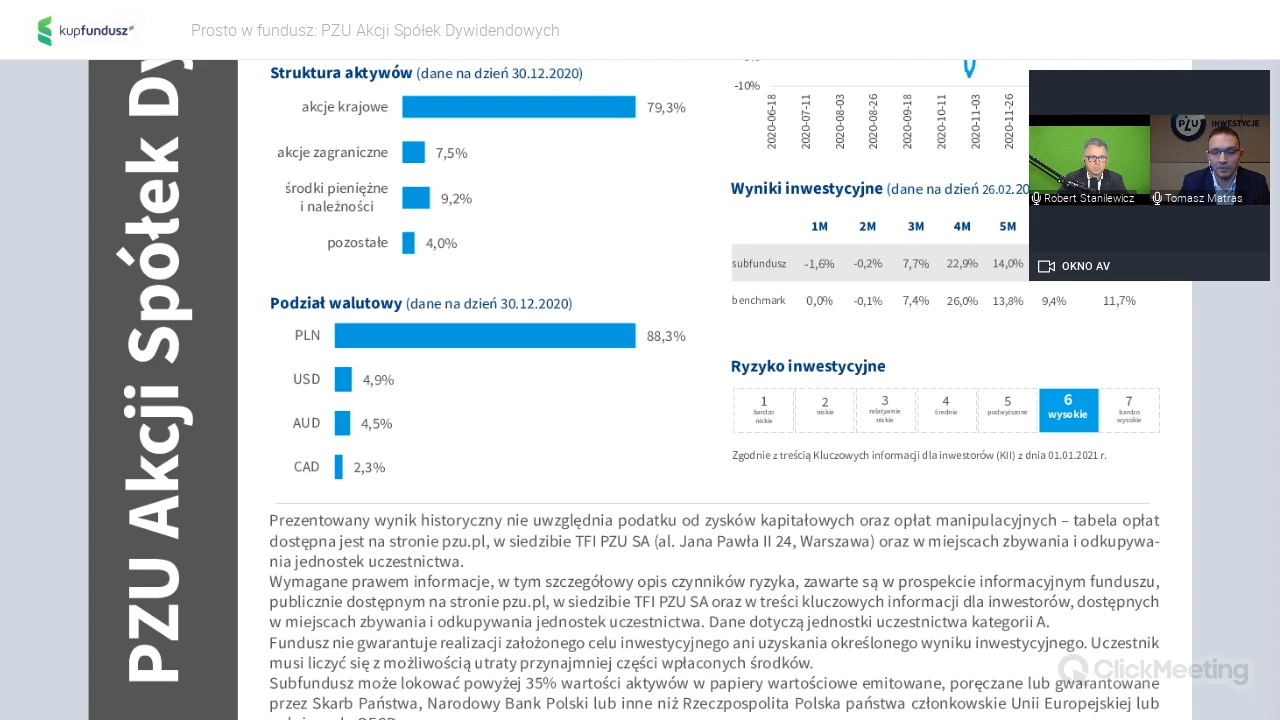 kupfundusz.pl
Prosto w fundusz: PZU Akcji Spółek Dywidendowych
PZU Akcji Spółek Dy
Struktura aktywów (dane na dzień 30.12.2020)
akcje krajowe 79,3%
akcje zagraniczne 7,5%
środki pieniężne
i należności 9,2%
pozostałe 4,0%
Podział walutowy (dane na dzień 30.12.2020)
PLN 88,3%
USD 4,9%
AUD 4,5%
CAD 2,3%
-10%
2020-06-18 2020-07-11 2020-08-03 2020-08-26 2020-09-18 2020-10-11 2020-11-03 2020-11-26
Wyniki inwestycyjne (dane na dzień 26.02.20
1M 2M 3M 4M 5M
subfundusz -1,6% -0,2% 7,7% 22,9% 14,0%
benchmark 0,0% -0,1% 7,4% 26,0% 13,8% 9,4% 11,7%
PZU INWESTYCJE
Robert Stanilewicz Tomasz Matras
OKNO AV
Ryzyko inwestycyjne
1 2 3 4 5 6 7
bardzo niskie relatywnie średnie podwyższone wysokie bardzo
niskie niskie wysokie
Zgodnie z treścią Kluczowych informacji dla inwestorów (KII) z dnia 01.01.2021 r.
Prezentowany wynik historyczny nie uwzględnia podatku od zysków kapitałowych oraz opłat manipulacyjnych – tabela opłat
dostępna jest na stronie pzu.pl, w siedzibie TFI PZU SA (al. Jana Pawła II 24, Warszawa) oraz w miejscach zbywania i odkupywa-
nia jednostek uczestnictwa.
Wymagane prawem informacje, w tym szczegółowy opis czynników ryzyka, zawarte są w prospekcie informacyjnym funduszu,
publicznie dostępnym na stronie pzu.pl, w siedzibie TFI PZU SA oraz w treści kluczowych informacji dla inwestorów, dostępnych
w miejscach zbywania i odkupywania jednostek uczestnictwa. Dane dotyczą jednostki uczestnictwa kategorii A.
Fundusz nie gwarantuje realizacji założonego celu inwestycyjnego ani uzyskania określonego wyniku inwestycyjnego. Uczestnik
musi liczyć się z możliwością utraty przynajmniej części wpłaconych środków.
Subfundusz może lokować powyżej 35% wartości aktywów w papiery wartościowe emitowane, poręczane lub gwarantowane
przez Skarb Państwa, Narodowy Bank Polski lub inne niż Rzeczpospolita Polska państwa członkowskie Unii Europejskiej lub
ClickMeeting